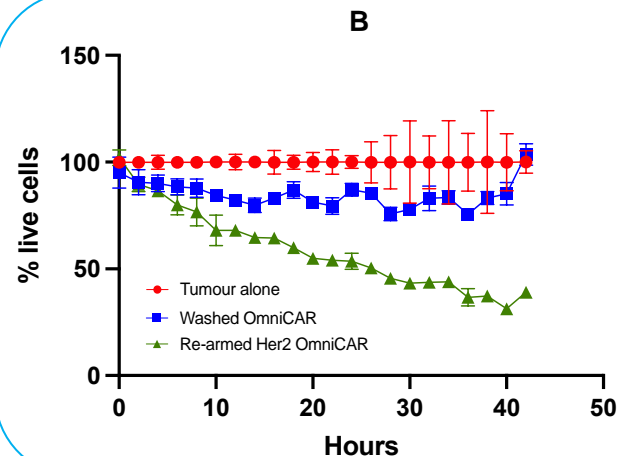 B
% live cells
150
100
50
0
Tumour alone
Washed OmniCAR
Re-armed Her2 OmniCAR
0 10 20 30 40 50
Hours